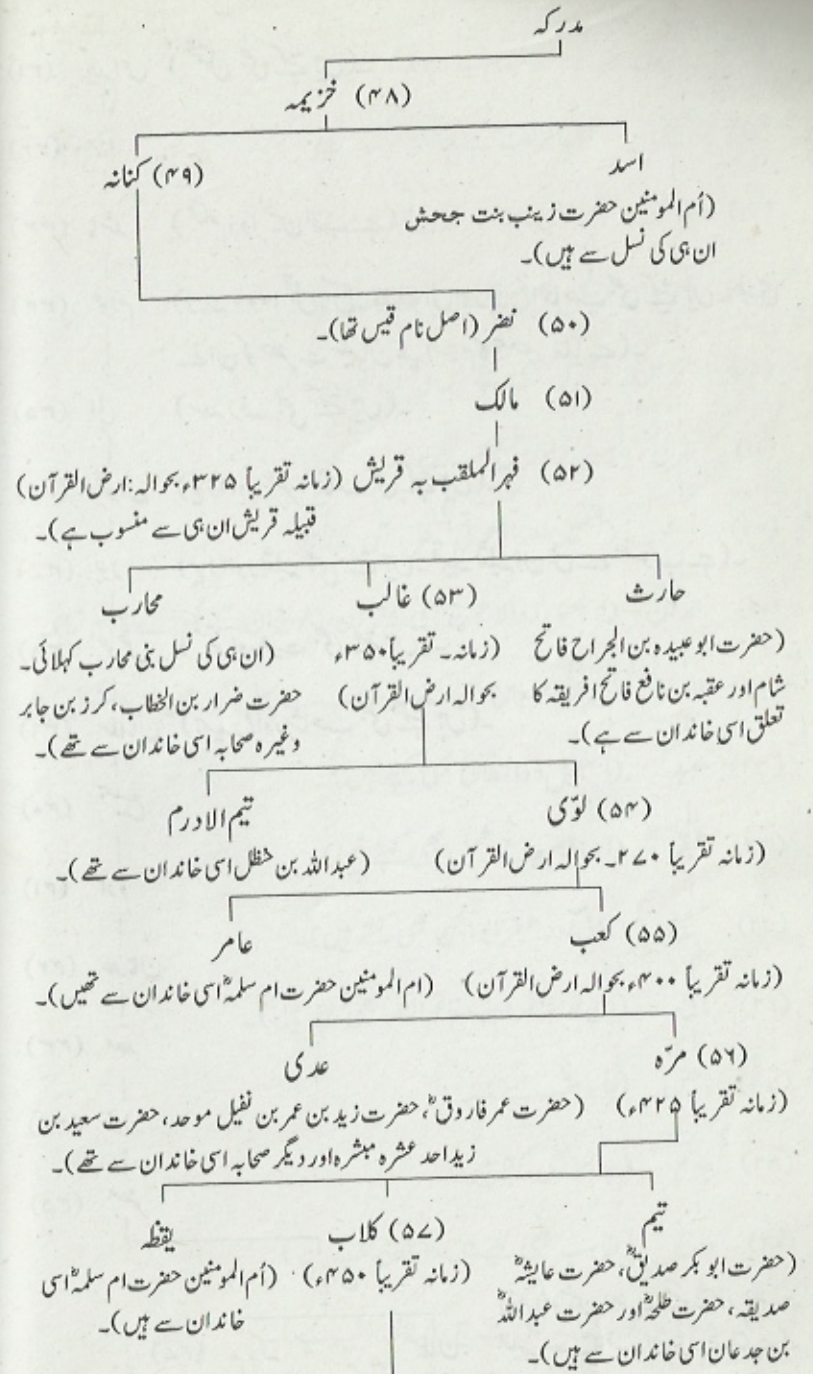 مدرکہ
(۴۸) خزیمہ
اسد
(۴۹) کنانہ
(اُم المومنین حضرت زینب بنت جحش
ان ہی کی نسل سے ہیں)۔
(۵۰) نضر (اصل نام قیس تھا)۔
(۵۱) مالک
(۵۲) فہر الملقب بہ قریش (زمانہ تقریباً ۳۲۵ء بحوالہ: ارض القرآن)
قبیلہ قریش ان ہی سے منسوب ہے)۔
حارث
(۵۳) غالب
محارب
(حضرت ابو عبیدہ بن الجراح فاتح
شام اور عقبہ بن نافع فاتح افریقہ کا
تعلق اسی خاندان سے ہے)۔
(زمانہ۔ تقریباً ۳۵۰ء
بحوالہ ارض القرآن)
(ان ہی کی نسل بنی محارب کہلائی۔
حضرت ضرار بن الخطاب، کرز بن جابر
وغیرہ صحابہ اسی خاندان سے تھے)۔
(۵۴) لوّی
تیم الادرم
(زمانہ تقریباً ۲۷۰۔ بحوالہ ارض القرآن)
(عبداللہ بن خظل اسی خاندان سے تھے)۔
(۵۵) کعب
عامر
(زمانہ تقریباً ۴۰۰ء بحوالہ ارض القرآن)
(ام المومنین حضرت ام سلمہؓ اسی خاندان سے تھیں)۔
(۵۶) مرّہ
عدی
(زمانہ تقریباً ۴۲۵ء)
(حضرت عمر فاروقؓ، حضرت زید بن عمر بن نفیل موحد، حضرت سعید بن
زید احد عشرہ مبشرہ اور دیگر صحابہ اسی خاندان سے تھے)۔
تیم
(۵۷) کلاب
یقظہ
(حضرت ابوبکر صدیقؓ، حضرت عایشہؓ
صدیقہ، حضرت طلحہؓ اور حضرت عبداللہؓ
بن جدعان اسی خاندان سے ہیں)۔
(زمانہ تقریباً ۴۵۰ء)
(اُم المومنین حضرت ام سلمہؓ اسی
خاندان سے ہیں)۔